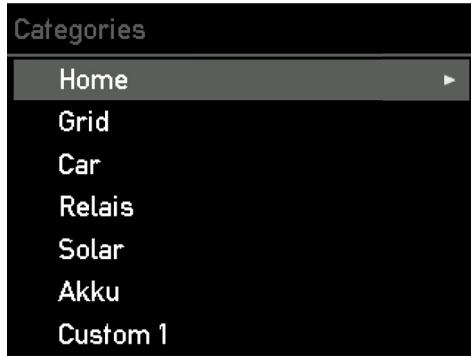 Categories
Home
Grid
Car
Relais
Solar
Akku
Custom 1